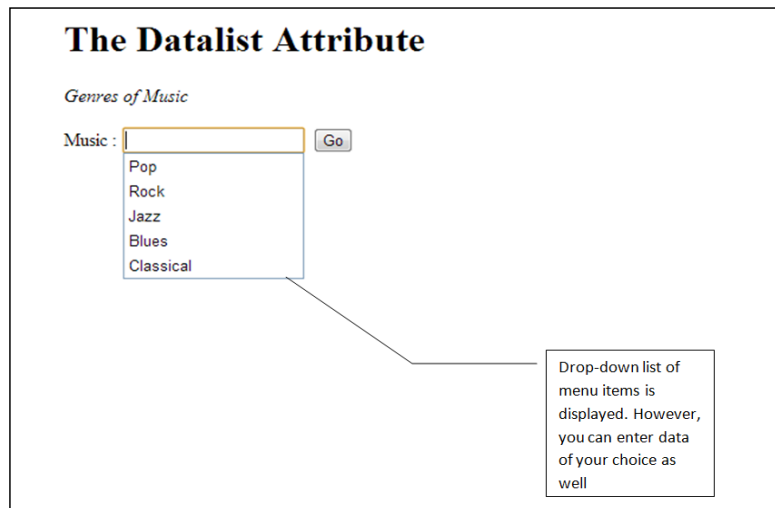 The Datalist Attribute
Genres of Music
Music : Go
Pop
Rock
Jazz
Blues
Classical
Drop-down list of
menu items is
displayed. However,
you can enter data
of your choice as
well